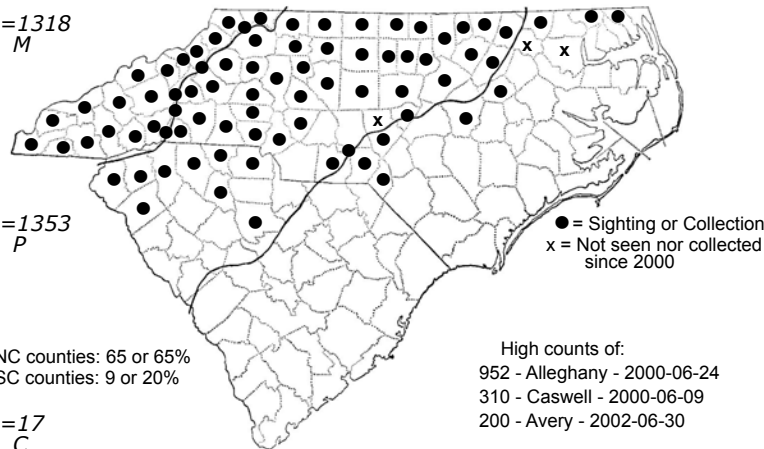 =1318
M
x
x
x
=1353
P
● = Sighting or Collection
x = Not seen nor collected
since 2000
NC counties: 65 or 65%
SC counties: 9 or 20%
High counts of:
952 - Alleghany - 2000-06-24
310 - Caswell - 2000-06-09
200 - Avery - 2002-06-30
=17
C